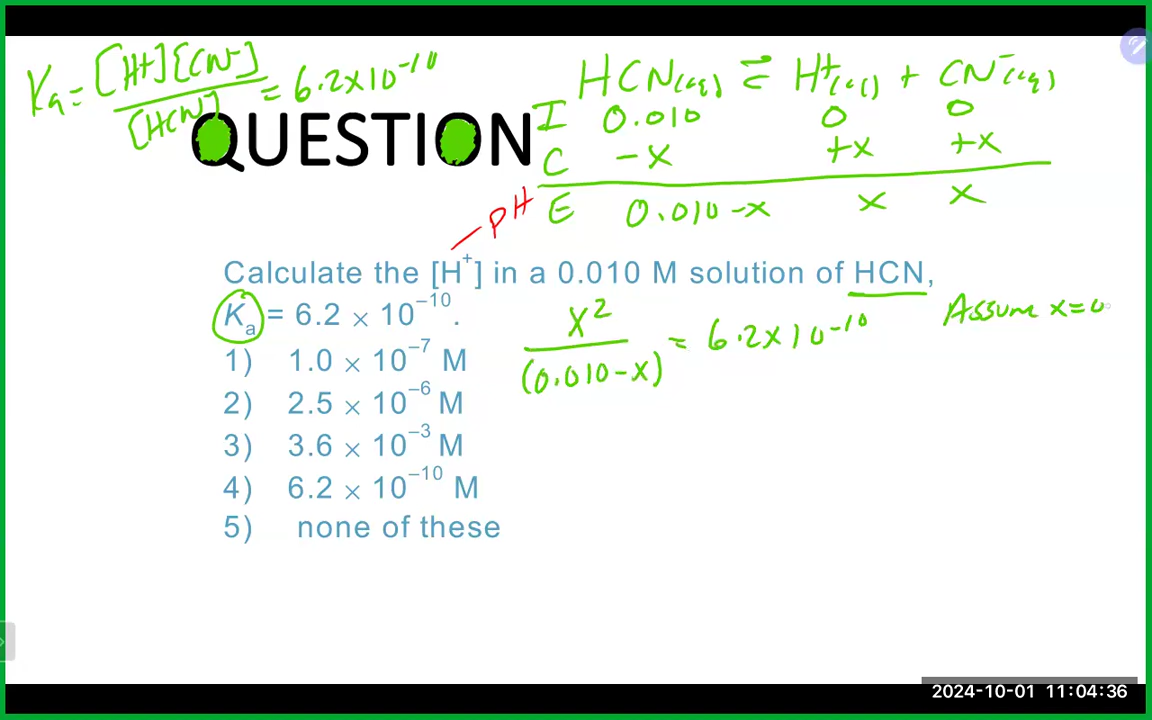 Ka = [H+][CN-] / [HCN] = 6.2x10-10
HCN(aq) ⇌ H+(aq) + CN-(aq)
I 0.010 0 0
C -x +x +x
E 0.010-x x x
QUESTION
pH
Calculate the [H+] in a 0.010 M solution of HCN,
Ka = 6.2 × 10–10.
1) 1.0 × 10–7 M
2) 2.5 × 10–6 M
3) 3.6 × 10–3 M
4) 6.2 × 10–10 M
5) none of these
x2 / (0.010-x) = 6.2x10-10
Assume x=0
2024-10-01 11:04:36